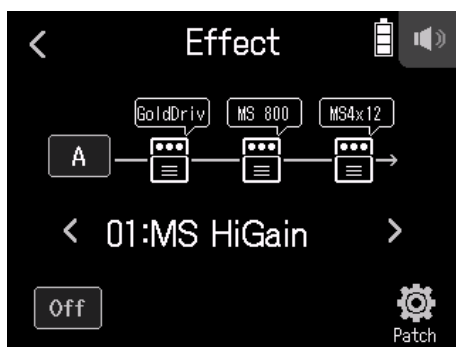 Effect
GoldDriv MS 800 MS4x12
A
01:MS HiGain
Off
Patch